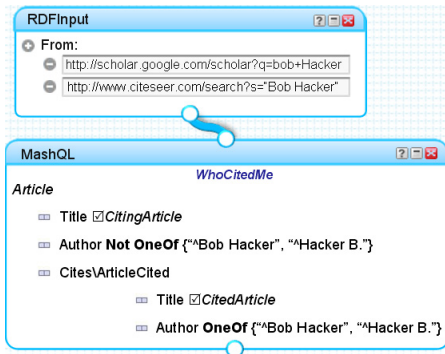 RDFInput
From:
http://scholar.google.com/scholar?q=bob+Hacker
http://www.citeseer.com/search?s="Bob Hacker"
MashQL
WhoCitedMe
Article
Title ☑CitingArticle
Author Not OneOf {“^Bob Hacker”, “^Hacker B.”}
Cites\ArticleCited
Title ☑CitedArticle
Author OneOf {“^Bob Hacker”, “^Hacker B.”}